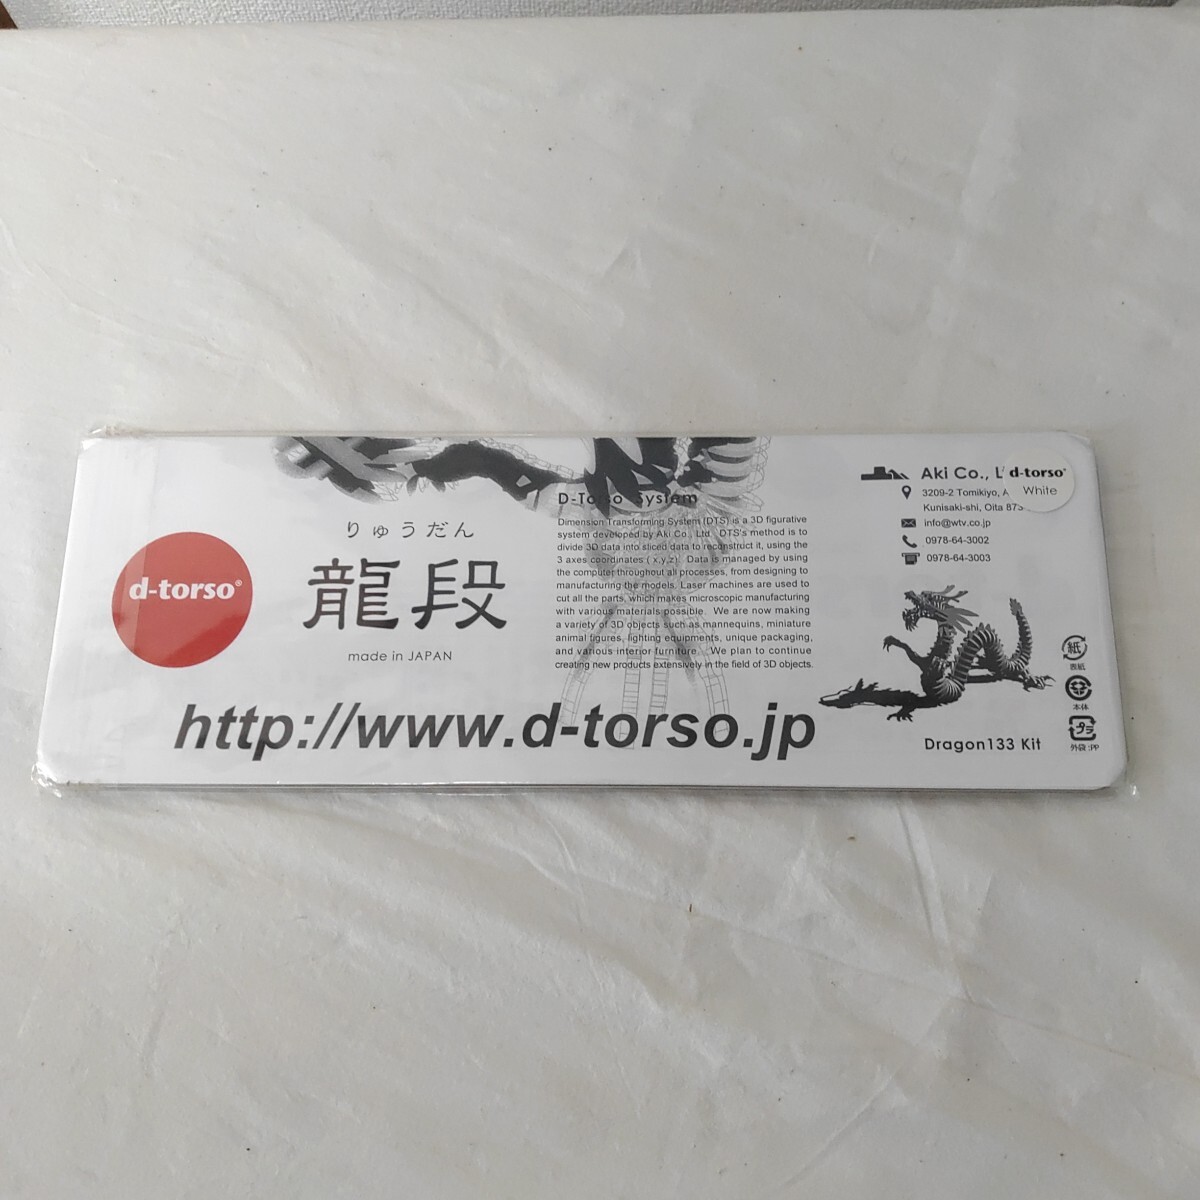 d-torso®
りゅうだん
龍段
made in JAPAN
http://www.d-torso.jp
D-Torso System
Dimension Transforming System (DTS) is a 3D figurative
system developed by Aki Co., Ltd. DTS's method is to
divide 3D data into sliced data to reconstruct it, using the
3 axes coordinates ( x,y,z). Data is managed by using
the computer throughout all processes, from designing to
manufacturing the models. Laser machines are used to
cut all the parts, which makes microscopic manufacturing
with various materials possible. We are now making
a variety of 3D objects such as mannequins, miniature
animal figures, lighting equipments, unique packaging,
and various interior furniture. We plan to continue
creating new products extensively in the field of 3D objects.
Aki Co., L
d-torso®
White
3209-2 Tomikiyo, A
Kunisaki-shi, Oita 873
info@wtv.co.jp
0978-64-3002
0978-64-3003
Dragon133 Kit
紙
表紙
本体
プラ
外袋:PP